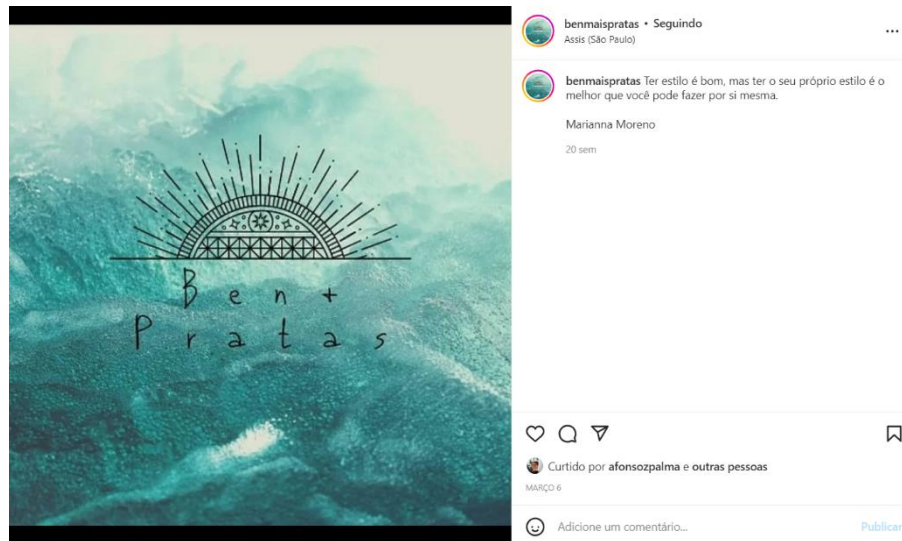 Ben+
Pratas
benmaispratas • Seguindo
Assis (São Paulo)
benmaispratas Ter estilo é bom, mas ter o seu próprio estilo é o
melhor que você pode fazer por si mesma.
Marianna Moreno
20 sem
Curtido por afonsozpalma e outras pessoas
MARÇO 6
Adicione um comentário...
Publicar